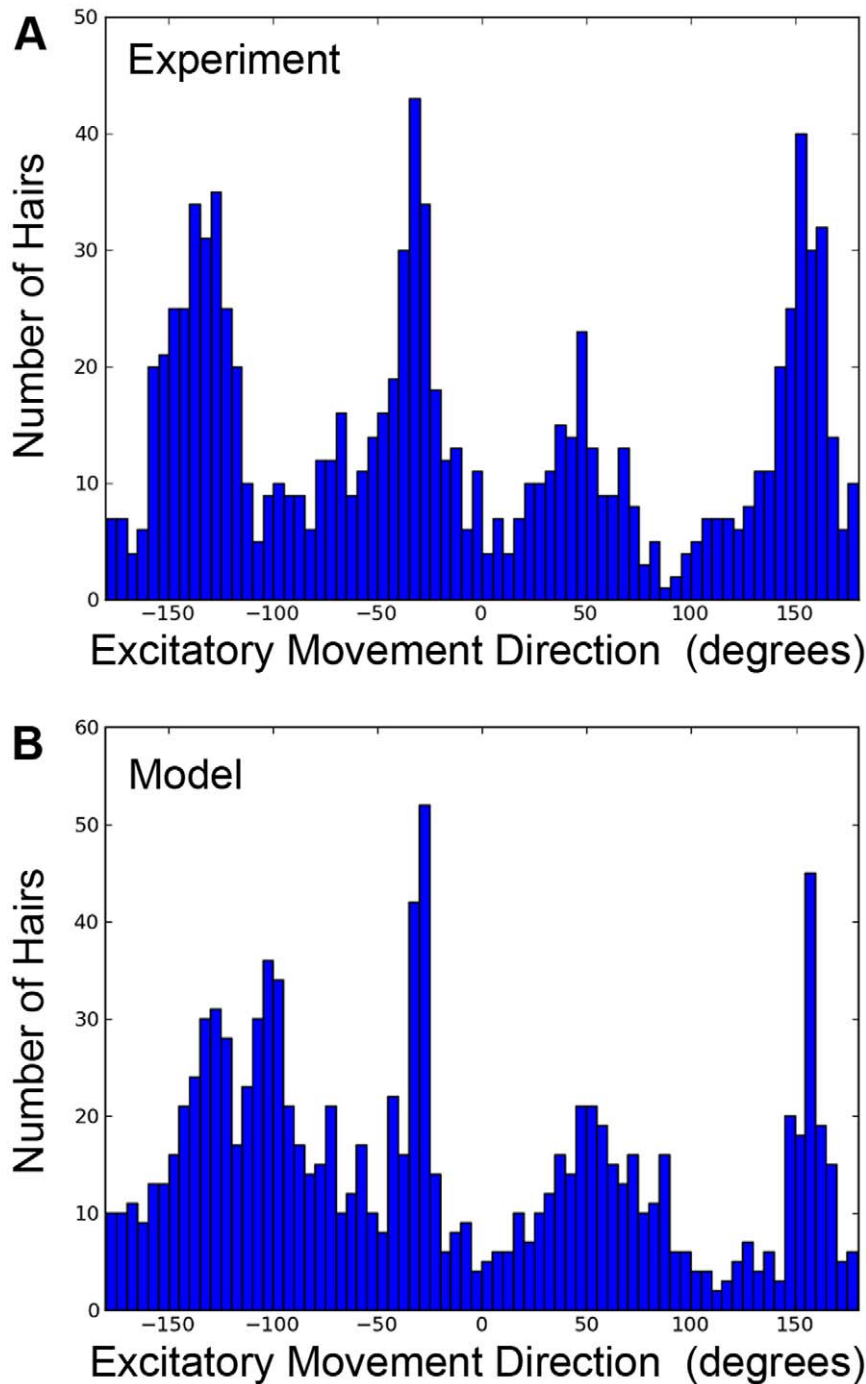 A
Experiment
50
40
30
20
10
0
Number of Hairs
−150 −100 −50 0 50 100 150
Excitatory Movement Direction (degrees)
B
Model
60
50
40
30
20
10
0
Number of Hairs
−150 −100 −50 0 50 100 150
Excitatory Movement Direction (degrees)